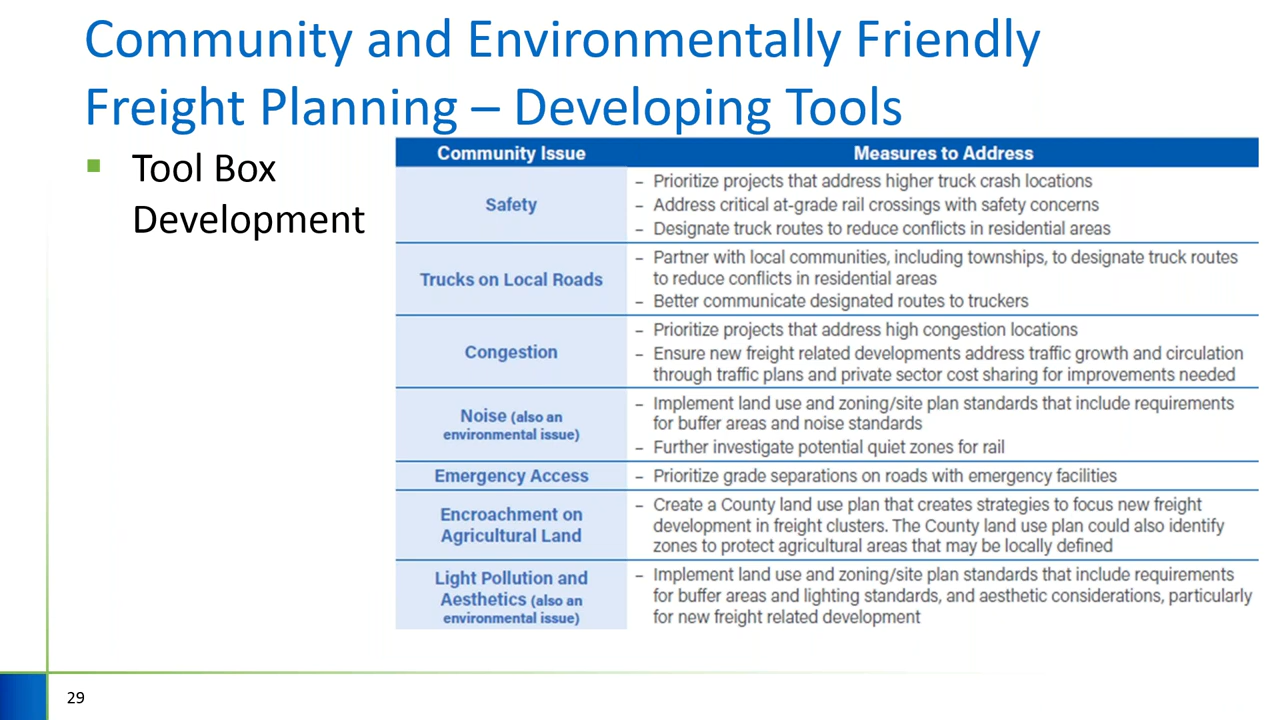 Community and Environmentally Friendly
Freight Planning – Developing Tools
▪ Tool Box
Development
Community Issue
Measures to Address
Safety
– Prioritize projects that address higher truck crash locations
– Address critical at-grade rail crossings with safety concerns
– Designate truck routes to reduce conflicts in residential areas
Trucks on Local Roads
– Partner with local communities, including townships, to designate truck routes
to reduce conflicts in residential areas
– Better communicate designated routes to truckers
Congestion
– Prioritize projects that address high congestion locations
– Ensure new freight related developments address traffic growth and circulation
through traffic plans and private sector cost sharing for improvements needed
Noise (also an
environmental issue)
– Implement land use and zoning/site plan standards that include requirements
for buffer areas and noise standards
– Further investigate potential quiet zones for rail
Emergency Access
– Prioritize grade separations on roads with emergency facilities
Encroachment on
Agricultural Land
– Create a County land use plan that creates strategies to focus new freight
development in freight clusters. The County land use plan could also identify
zones to protect agricultural areas that may be locally defined
Light Pollution and
Aesthetics (also an
environmental issue)
– Implement land use and zoning/site plan standards that include requirements
for buffer areas and lighting standards, and aesthetic considerations, particularly
for new freight related development
29